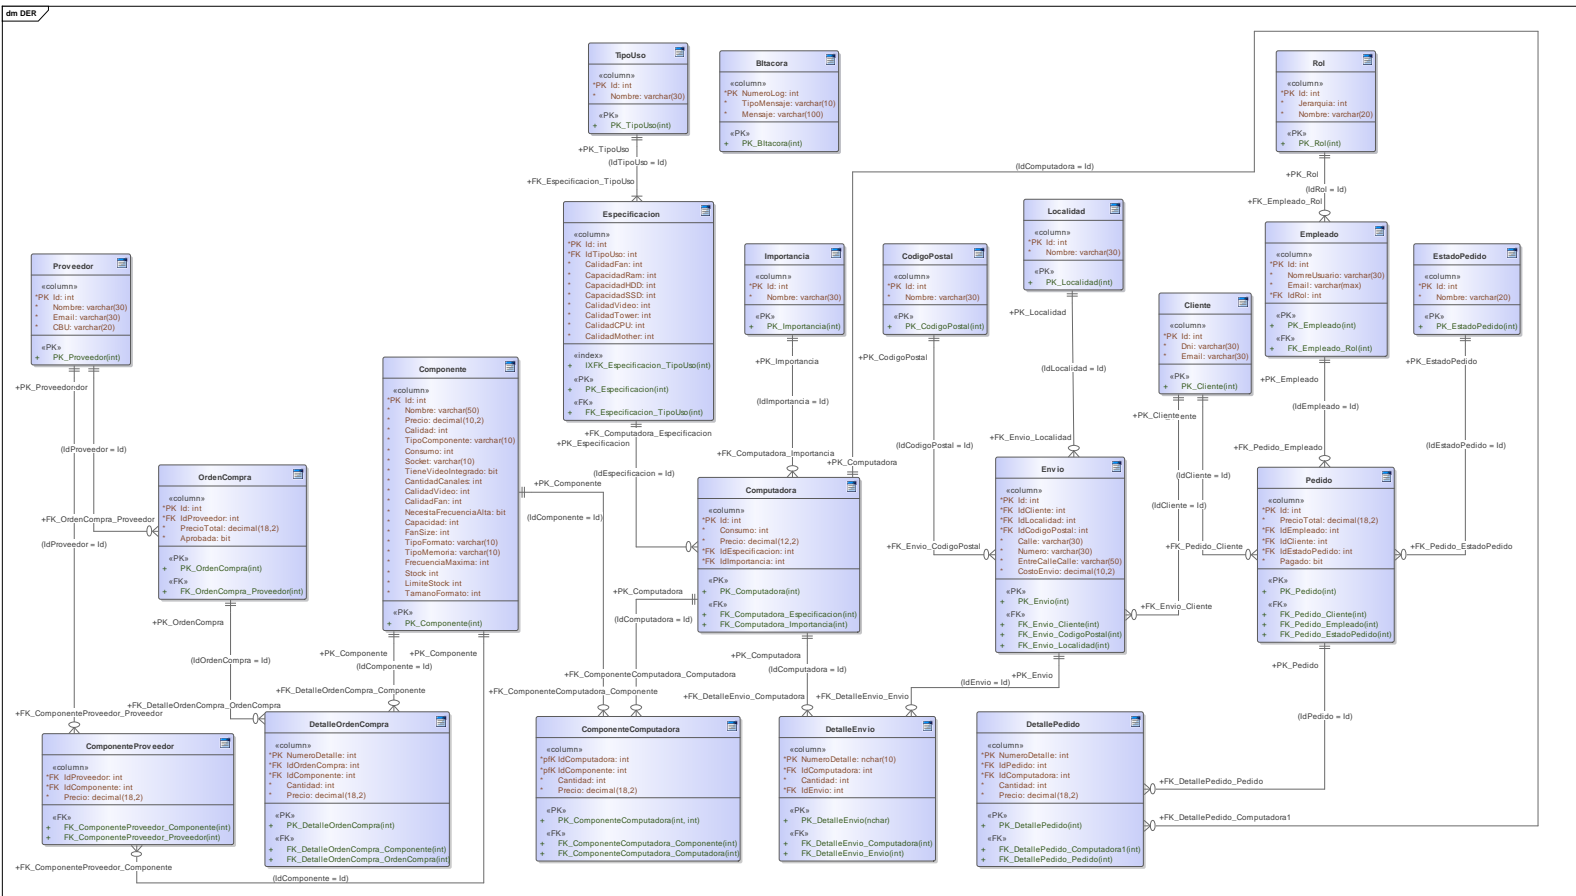 dm DER
TipoUso
«column»
*PK Id: int
* Nombre: varchar(30)
«PK»
+ PK_TipoUso(int)
BItacora
«column»
*PK NumeroLog: int
* TipoMensaje: varchar(10)
* Mensaje: varchar(100)
«PK»
+ PK_BItacora(int)
Rol
«column»
*PK Id: int
* Jerarquia: int
* Nombre: varchar(20)
«PK»
+ PK_Rol(int)
+PK_TipoUso
(IdTipoUso = Id)
+FK_Especificacion_TipoUso
(IdComputadora = Id)
+PK_Rol
(IdRol = Id)
+FK_Empleado_Rol
Especificacion
«column»
*PK Id: int
*FK IdTipoUso: int
* CalidadFan: int
* CapacidadRam: int
* CapacidadHDD: int
* CapacidadSSD: int
* CalidadVideo: int
* CalidadTower: int
* CalidadCPU: int
* CalidadMother: int
«index»
+ IXFK_Especificacion_TipoUso(int)
«PK»
+ PK_Especificacion(int)
«FK»
+ FK_Especificacion_TipoUso(int)
Localidad
«column»
*PK Id: int
* Nombre: varchar(30)
«PK»
+ PK_Localidad(int)
Empleado
«column»
*PK Id: int
* NomreUsuario: varchar(30)
* Email: varchar(max)
*FK IdRol: int
«PK»
+ PK_Empleado(int)
«FK»
+ FK_Empleado_Rol(int)
Importancia
«column»
*PK Id: int
* Nombre: varchar(30)
«PK»
+ PK_Importancia(int)
CodigoPostal
«column»
*PK Id: int
* Nombre: varchar(30)
«PK»
+ PK_CodigoPostal(int)
EstadoPedido
«column»
*PK Id: int
* Nombre: varchar(20)
«PK»
+ PK_EstadoPedido(int)
Proveedor
«column»
*PK Id: int
* Nombre: varchar(30)
* Email: varchar(30)
* CBU: varchar(20)
«PK»
+ PK_Proveedor(int)
Cliente
«column»
*PK Id: int
* Dni: varchar(30)
* Email: varchar(30)
«PK»
+ PK_Cliente(int)
+PK_Localidad
(IdLocalidad = Id)
+FK_Envio_Localidad
+PK_Importancia
(IdImportancia = Id)
+FK_Computadora_Importancia
+PK_CodigoPostal
(IdCodigoPostal = Id)
+FK_Envio_CodigoPostal
+PK_EstadoPedido
(IdEstadoPedido = Id)
+FK_Pedido_EstadoPedido
+PK_Empleado
(IdEmpleado = Id)
+FK_Pedido_Empleado
+PK_Cliente
(IdCliente = Id)
(IdCliente = Id)
+FK_Pedido_Cliente
+FK_Envio_Cliente
(IdProveedor = Id)
+FK_OrdenCompra_Proveedor
(IdProveedor = Id)
+FK_ComponenteProveedor_Proveedor
Componente
«column»
*PK Id: int
* Nombre: varchar(50)
* Precio: decimal(10,2)
* Calidad: int
* TipoComponente: varchar(10)
* Consumo: int
* Socket: varchar(10)
* TieneVideoIntegrado: bit
* CantidadCanales: int
* CalidadVideo: int
* CalidadFan: int
* NecestaFrecuenciaAlta: bit
* Capacidad: int
* FanSize: int
* TipoFormato: varchar(10)
* TipoMemoria: varchar(10)
* FrecuenciaMaxima: int
* Stock: int
* LimiteStock: int
* TamanoFormato: int
«PK»
+ PK_Componente(int)
+FK_Computadora_Especificacion
+PK_Especificacion
(IdEspecificacion = Id)
+PK_Computadora
+PK_Componente
(IdComponente = Id)
OrdenCompra
«column»
*PK Id: int
*FK IdProveedor: int
* PrecioTotal: decimal(18,2)
* Aprobada: bit
«PK»
+ PK_OrdenCompra(int)
«FK»
+ FK_OrdenCompra_Proveedor(int)
Computadora
«column»
*PK Id: int
* Consumo: int
* Precio: decimal(12,2)
*FK IdEspecificacion: int
*FK IdImportancia: int
«PK»
+ PK_Computadora(int)
«FK»
+ FK_Computadora_Especificacion(int)
+ FK_Computadora_Importancia(int)
Envio
«column»
*PK Id: int
*FK IdCliente: int
*FK IdLocalidad: int
*FK IdCodigoPostal: int
* Calle: varchar(30)
* Numero: varchar(30)
* EntreCalleCalle: varchar(50)
* CostoEnvio: decimal(10,2)
«PK»
+ PK_Envio(int)
«FK»
+ FK_Envio_Cliente(int)
+ FK_Envio_CodigoPostal(int)
+ FK_Envio_Localidad(int)
Pedido
«column»
*PK Id: int
* PrecioTotal: decimal(18,2)
*FK IdEmpleado: int
*FK IdCliente: int
*FK IdEstadoPedido: int
* Pagado: bit
«PK»
+ PK_Pedido(int)
«FK»
+ FK_Pedido_Cliente(int)
+ FK_Pedido_Empleado(int)
+ FK_Pedido_EstadoPedido(int)
+PK_OrdenCompra
(IdOrdenCompra = Id)
+FK_DetalleOrdenCompra_OrdenCompra
+PK_Componente
+PK_Componente
(IdComponente = Id)
+FK_DetalleOrdenCompra_Componente
+PK_Computadora
(IdComputadora = Id)
+FK_ComponenteComputadora_Computadora
+FK_ComponenteComputadora_Componente
+PK_Computadora
(IdComputadora = Id)
+FK_DetalleEnvio_Computadora
+PK_Envio
(IdEnvio = Id)
+FK_DetalleEnvio_Envio
+PK_Pedido
(IdPedido = Id)
+FK_DetallePedido_Pedido
+FK_DetallePedido_Computadora1
ComponenteProveedor
«column»
*FK IdProveedor: int
*FK IdComponente: int
* Precio: decimal(18,2)
«FK»
+ FK_ComponenteProveedor_Componente(int)
+ FK_ComponenteProveedor_Proveedor(int)
+FK_ComponenteProveedor_Componente
(IdComponente = Id)
DetalleOrdenCompra
«column»
*PK NumeroDetalle: int
*FK IdOrdenCompra: int
*FK IdComponente: int
* Cantidad: int
* Precio: decimal(18,2)
«PK»
+ PK_DetalleOrdenCompra(int)
«FK»
+ FK_DetalleOrdenCompra_Componente(int)
+ FK_DetalleOrdenCompra_OrdenCompra(int)
ComponenteComputadora
«column»
*pfK IdComputadora: int
*pfK IdComponente: int
* Cantidad: int
* Precio: decimal(18,2)
«PK»
+ PK_ComponenteComputadora(int, int)
«FK»
+ FK_ComponenteComputadora_Componente(int)
+ FK_ComponenteComputadora_Computadora(int)
DetalleEnvio
«column»
*PK NumeroDetalle: nchar(10)
*FK IdComputadora: int
* Cantidad: int
*FK IdEnvio: int
«PK»
+ PK_DetalleEnvio(nchar)
«FK»
+ FK_DetalleEnvio_Computadora(int)
+ FK_DetalleEnvio_Envio(int)
DetallePedido
«column»
*PK NumeroDetalle: int
*FK IdPedido: int
*FK IdComputadora: int
* Cantidad: int
* Precio: decimal(18,2)
«PK»
+ PK_DetallePedido(int)
«FK»
+ FK_DetallePedido_Computadora1(int)
+ FK_DetallePedido_Pedido(int)